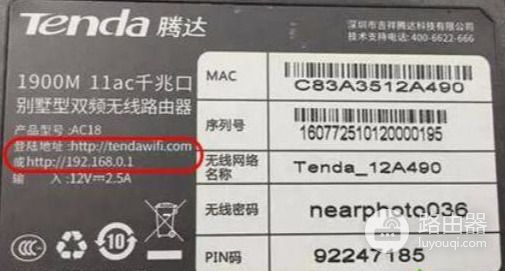 Tenda 腾达
深圳市吉祥腾达科技有限公司
技术支持电话:400-6622-666
1900M 11ac千兆口
别墅型双频无线路由器
产品型号:AC18
登陆地址:http://tendawifi.com
或http://192.168.0.1
输 入:12V⎓2.5A
CCC
10
MAC
C83A3512A490
序列号
160772510120000195
无线网络
名称
Tenda_12A490
无线密码
nearphoto036
PIN码
92247185
路由器
luyouqi.com